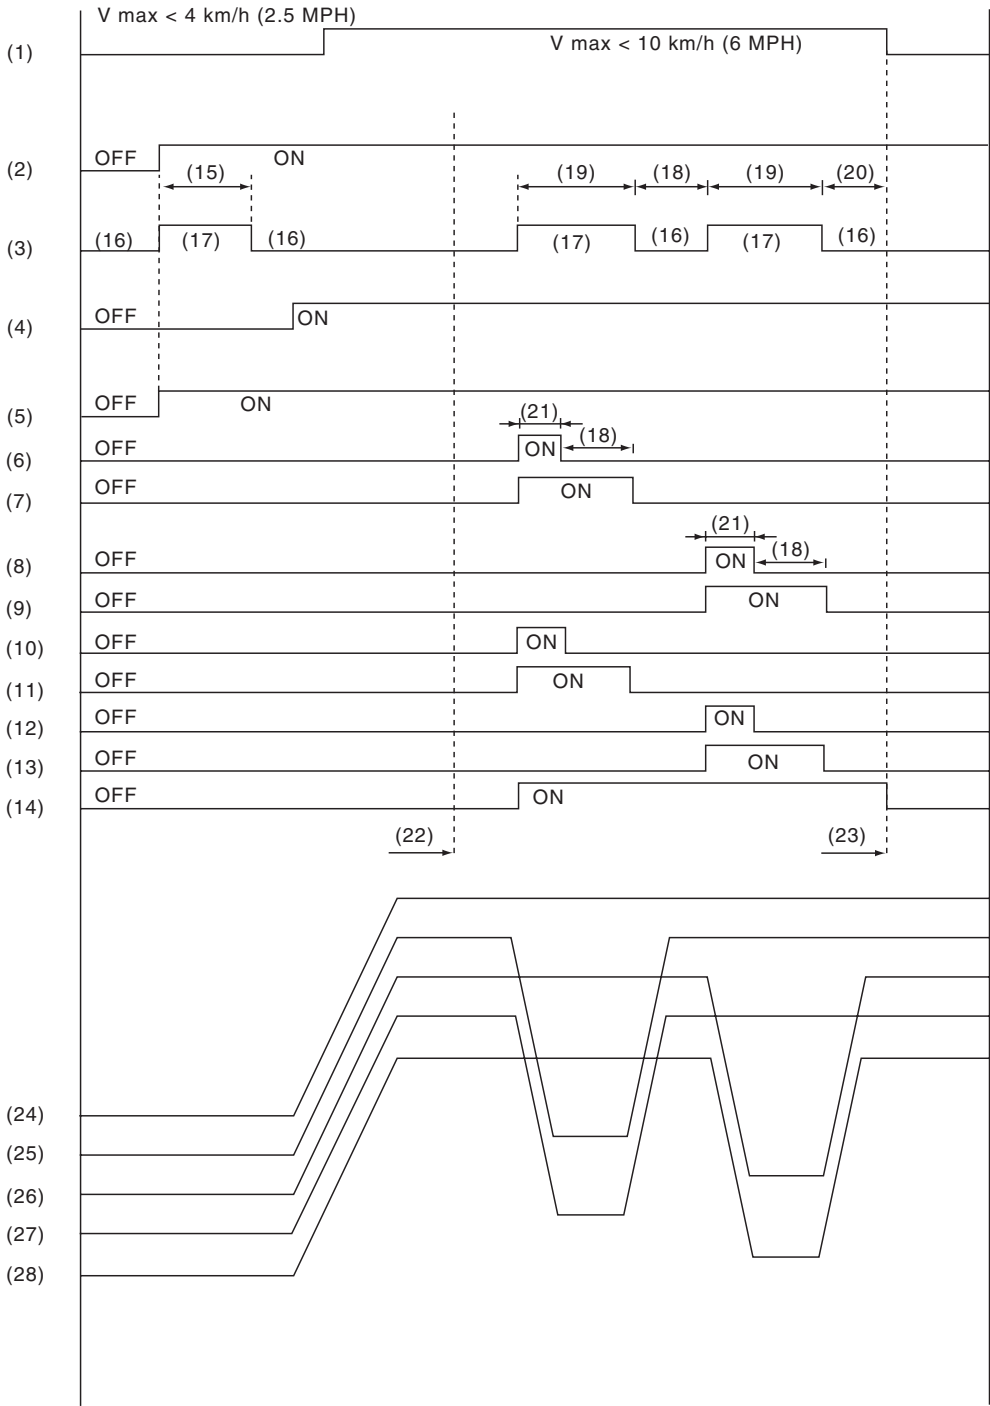 V max < 4 km/h (2.5 MPH)
(1)
V max < 10 km/h (6 MPH)
(2) OFF ON
(15) (19) (18) (19) (20)
(3) (16) (17) (16) (17) (16) (17) (16)
(4) OFF ON
(5) OFF ON
(21)
(6) OFF ON (18)
(7) OFF ON
(21)
(8) OFF ON (18)
(9) OFF ON
(10) OFF ON
(11) OFF ON
(12) OFF ON
(13) OFF ON
(14) OFF ON
(22) (23)
(24)
(25)
(26)
(27)
(28)